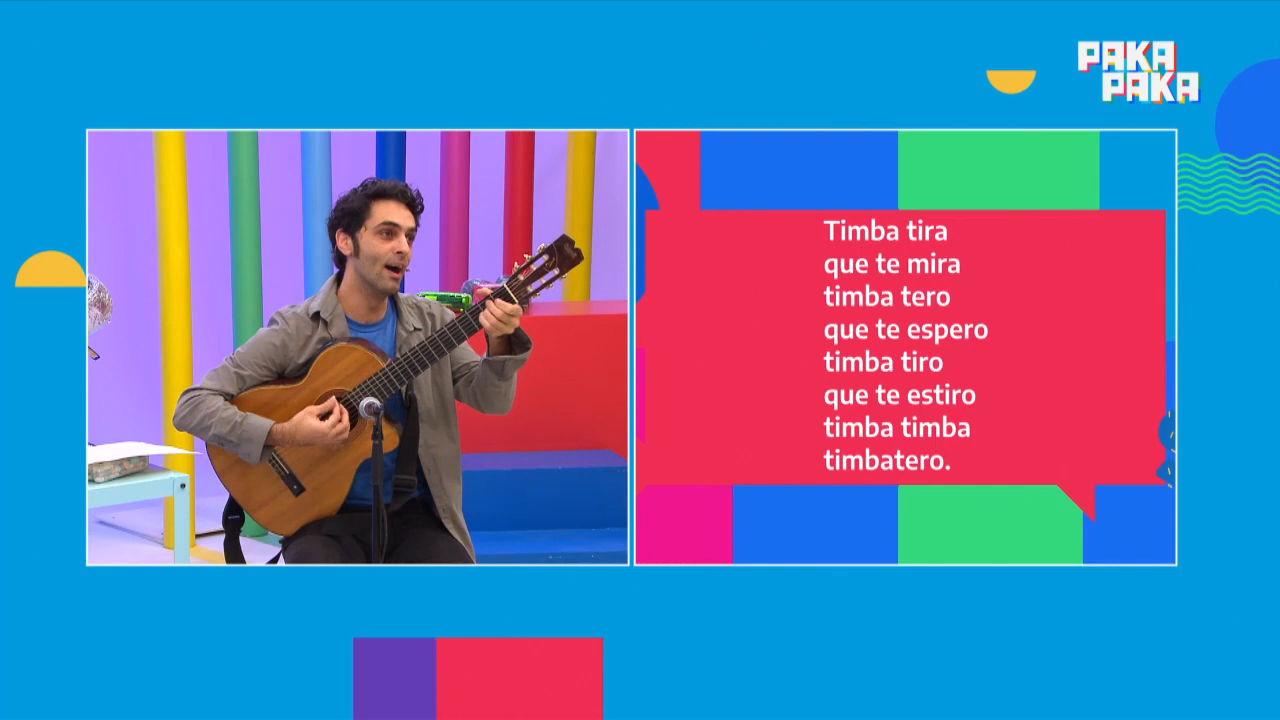 PAKA
PAKA
Timba tira
que te mira
timba tero
que te espero
timba tiro
que te estiro
timba timba
timbatero.